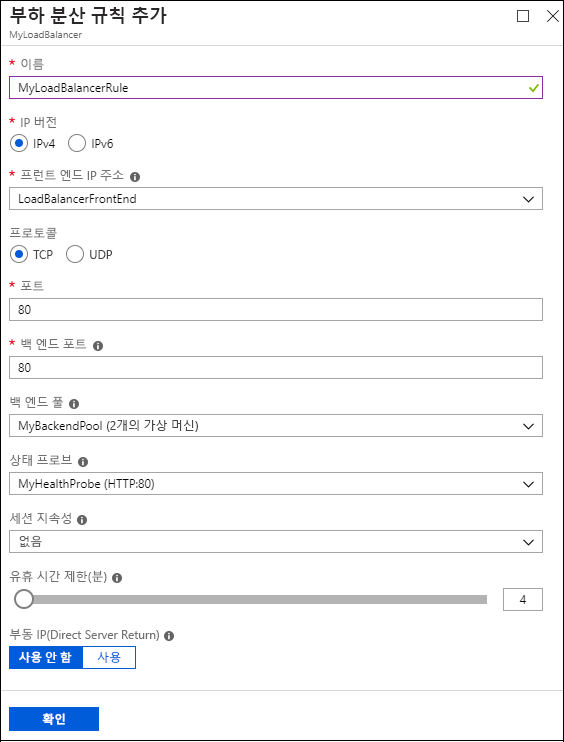 부하 분산 규칙 추가
MyLoadBalancer
* 이름
MyLoadBalancerRule
* IP 버전
IPv4 IPv6
* 프런트 엔드 IP 주소
LoadBalancerFrontEnd
프로토콜
TCP UDP
* 포트
80
* 백 엔드 포트
80
백 엔드 풀
MyBackendPool (2개의 가상 머신)
상태 프로브
MyHealthProbe (HTTP:80)
세션 지속성
없음
유휴 시간 제한(분)
4
부동 IP(Direct Server Return)
사용 안 함 사용
확인